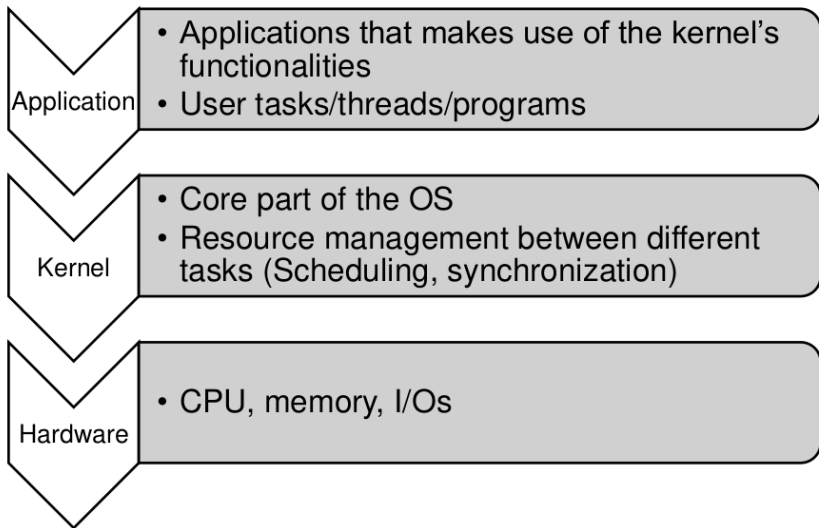 Application
• Applications that makes use of the kernel's
functionalities
• User tasks/threads/programs
Kernel
• Core part of the OS
• Resource management between different
tasks (Scheduling, synchronization)
Hardware
• CPU, memory, I/Os